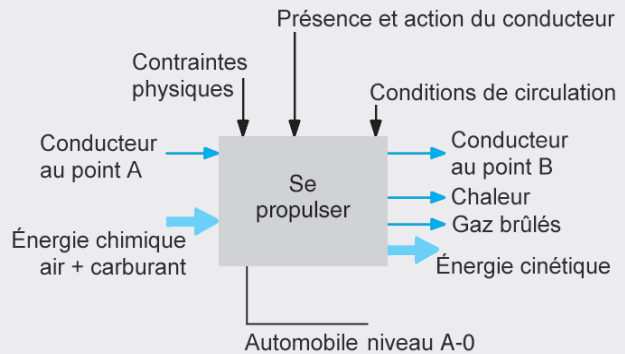 Présence et action du conducteur
Contraintes
physiques
Conditions de circulation
Conducteur
au point A
Se
propulser
Conducteur
au point B
Chaleur
Gaz brûlés
Énergie chimique
air + carburant
Énergie cinétique
Automobile niveau A-0